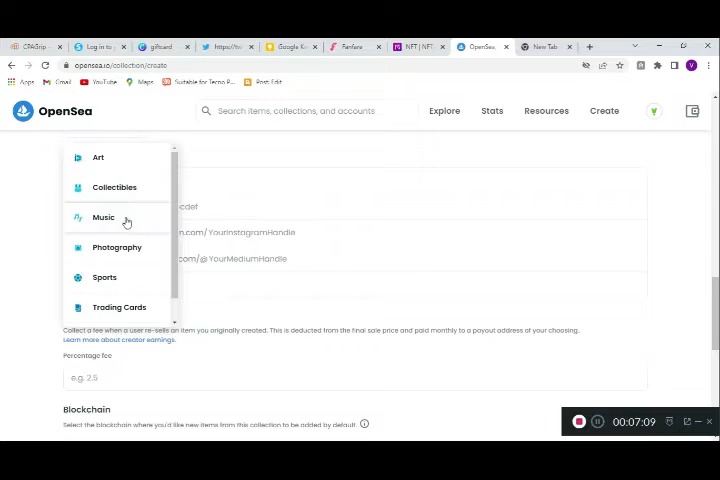 CPAGrip -
Log in to
giftcard
https://tw
Google K
Fanfare
NFT | NFT
OpenSea,
New Tab
opensea.io/collection/create
Apps
Gmail
YouTube
Maps
Suitable for Tecno P...
Post: Edit
OpenSea
Search items, collections, and accounts
Explore
Stats
Resources
Create
Art
Collectibles
Music
cdet
Photography
m.com/YourInstagramHandle
.com/@YourMediumHandle
Sports
Trading Cards
Collect a fee when a user re-sells an item you originally created. This is deducted from the final sale price and paid monthly to a payout address of your choosing.
Learn more about creator earnings.
Percentage fee
e.g. 2.5
Blockchain
Select the blockchain where you'd like new items from this collection to be added by default.
00:07:09